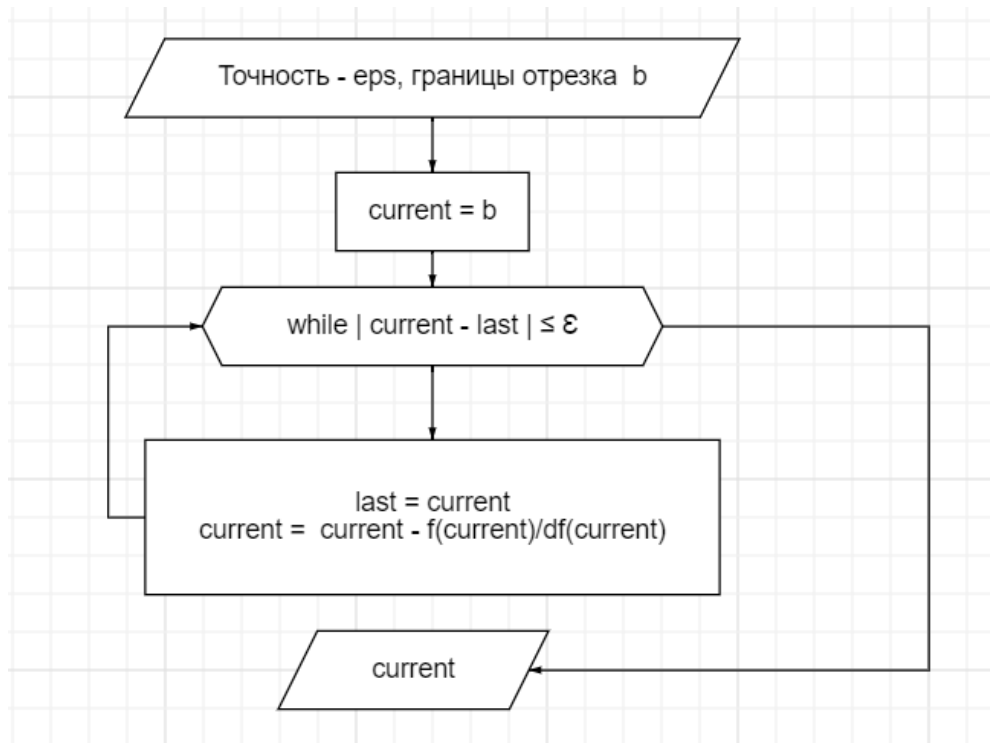 Точность - eps, границы отрезка b
current = b
while | current - last | ≤ Ɛ
last = current
current = current - f(current)/df(current)
current